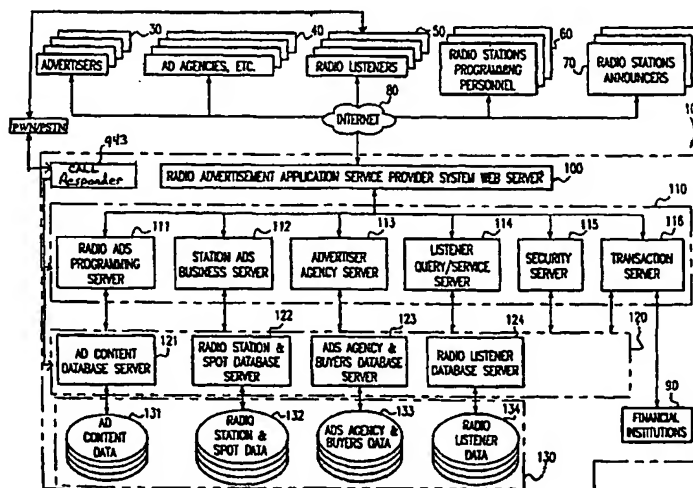 30
40
50
60
ADVERTISERS
AD AGENCIES, ETC.
RADIO LISTENERS
RADIO STATIONS
PROGRAMMING
PERSONNEL
70
RADIO STATIONS
ANNOUNCERS
80
INTERNET
PWN/PSTN
943
CALL
Responder
RADIO ADVERTISEMENT APPLICATION SERVICE PROVIDER SYSTEM WEB SERVER
100
110
111
RADIO ADS
PROGRAMMING
SERVER
112
STATION ADS
BUSINESS SERVER
113
ADVERTISER
AGENCY SERVER
114
LISTENER
QUERY/SERVICE
SERVER
115
SECURITY
SERVER
116
TRANSACTION
SERVER
120
121
AD CONTENT
DATABASE SERVER
122
RADIO STATION &
SPOT DATABASE
SERVER
123
ADS AGENCY &
BUYERS DATABASE
SERVER
124
RADIO LISTENER
DATABASE SERVER
131
AD
CONTENT
DATA
132
RADIO
STATION &
SPOT DATA
133
ADS AGENCY &
BUYERS DATA
134
RADIO
LISTENER
DATA
130
90
FINANCIAL
INSTITUTIONS